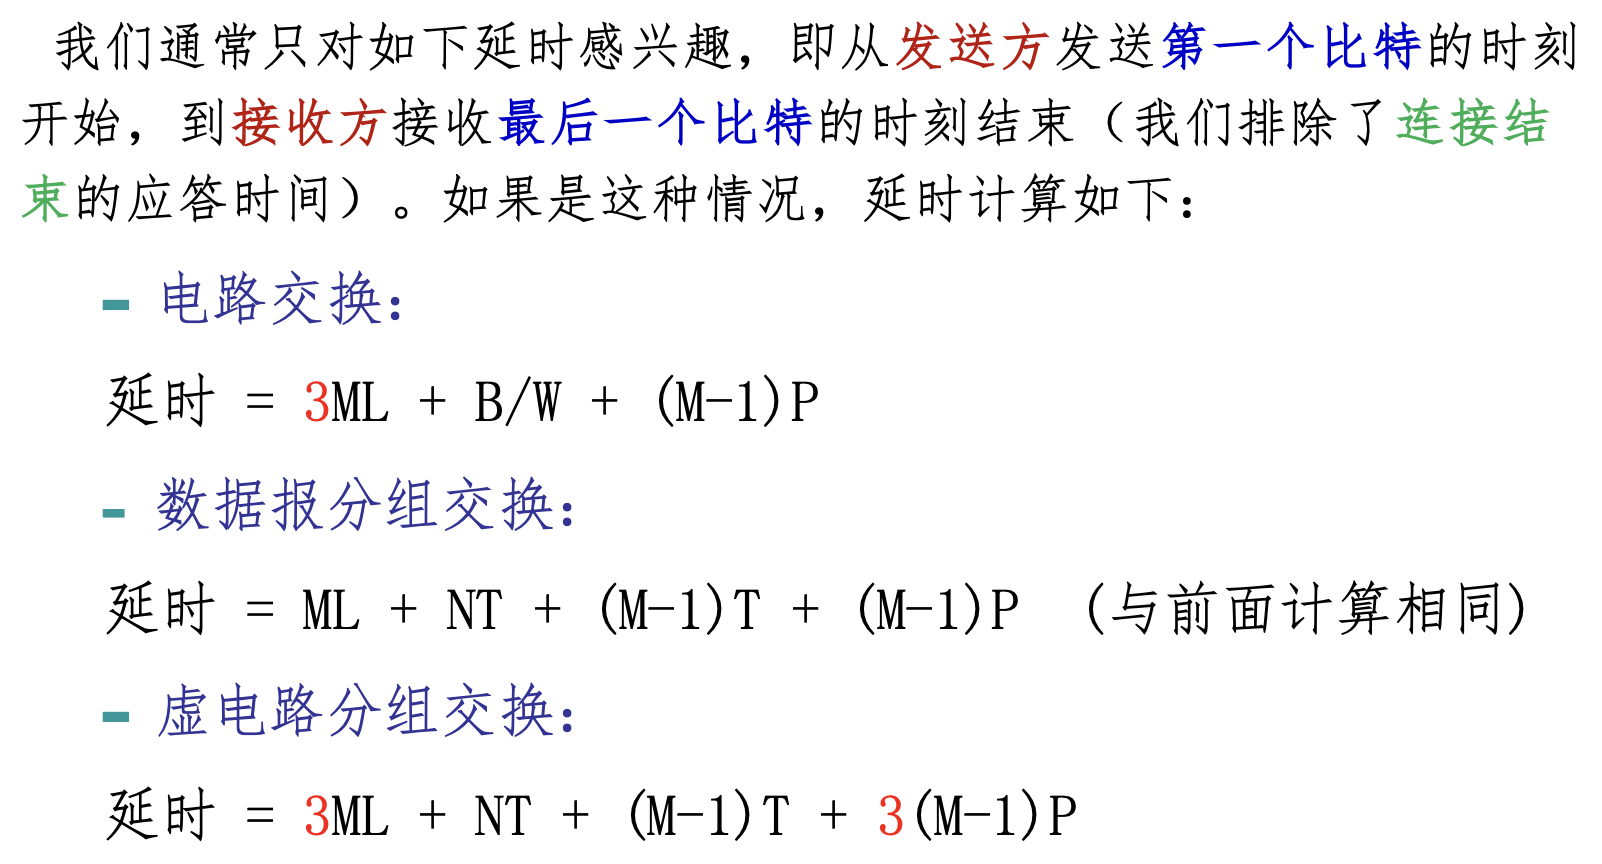 我们通常只对如下延时感兴趣，即从发送方发送第一个比特的时刻
开始，到接收方接收最后一个比特的时刻结束（我们排除了连接结
束的应答时间）。如果是这种情况，延时计算如下：
- 电路交换：
延时 = 3ML + B/W + (M-1)P
- 数据报分组交换：
延时 = ML + NT + (M-1)T + (M-1)P (与前面计算相同)
- 虚电路分组交换：
延时 = 3ML + NT + (M-1)T + 3(M-1)P